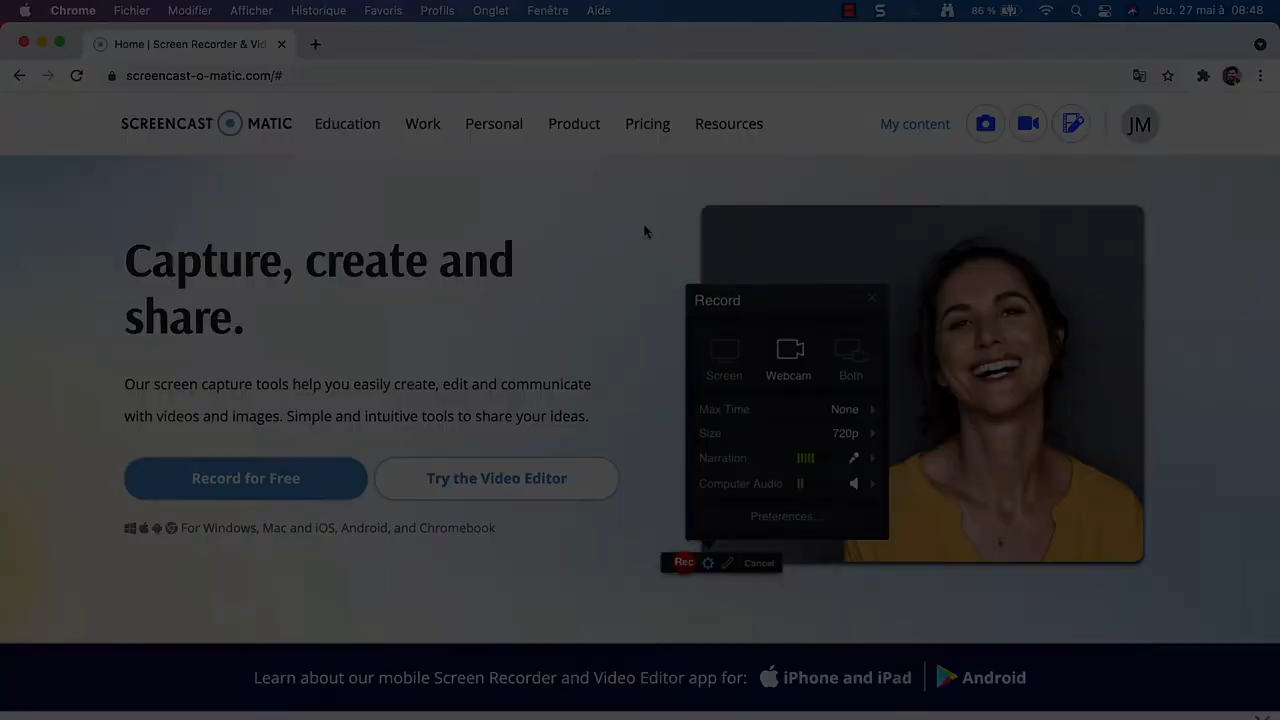 Chrome Fichier Modifier Afficher Historique Favoris Profils Onglet Fenêtre Aide 86 % Jeu. 27 mai à 08:48
Home | Screen Recorder & Vid
screencast-o-matic.com/#
SCREENCAST O MATIC Education Work Personal Product Pricing Resources My content JM
Capture, create and
share.
Our screen capture tools help you easily create, edit and communicate
with videos and images. Simple and intuitive tools to share your ideas.
Record for Free Try the Video Editor
For Windows, Mac and iOS, Android, and Chromebook
Record
Screen Webcam Both
Max Time None
Size 720p
Narration
Computer Audio
Preferences...
Rec Cancel
Learn about our mobile Screen Recorder and Video Editor app for: iPhone and iPad Android